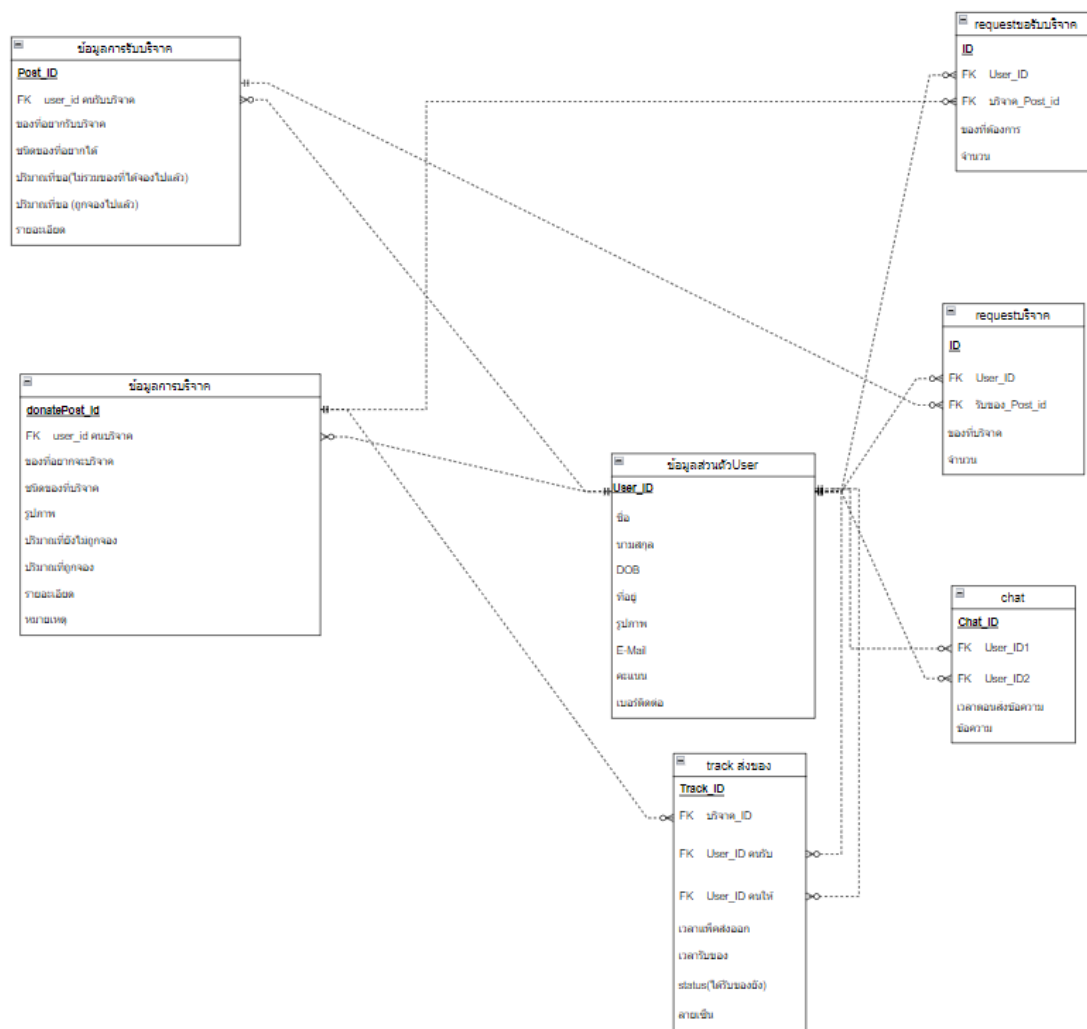 ข้อมูลการรับบริจาค
Post_ID
FK user_id คนรับบริจาค
ของที่อยากรับบริจาค
ชนิดของที่อยากได้
ปริมาณที่ขอ(ไม่รวมของที่ได้จองไปแล้ว)
ปริมาณที่ขอ (ถูกจองไปแล้ว)
รายละเอียด
requestขอรับบริจาค
ID
FK User_ID
FK บริจาค_Post_id
ของที่ต้องการ
จำนวน
requestบริจาค
ID
FK User_ID
FK รับของ_Post_id
ของที่บริจาค
จำนวน
ข้อมูลการบริจาค
donatePost_id
FK user_id คนบริจาค
ของที่อยากจะบริจาค
ชนิดของที่บริจาค
รูปภาพ
ปริมาณที่ยังไม่ถูกจอง
ปริมาณที่ถูกจอง
รายละเอียด
หมายเหตุ
ข้อมูลส่วนตัวUser
User_ID
ชื่อ
นามสกุล
DOB
ที่อยู่
รูปภาพ
E-Mail
คะแนน
เบอร์ติดต่อ
chat
Chat_ID
FK User_ID1
FK User_ID2
เวลาตอนส่งข้อความ
ข้อความ
track ส่งของ
Track_ID
FK บริจาค_ID
FK User_ID คนรับ
FK User_ID คนให้
เวลาแพ็คส่งออก
เวลารับของ
status(ได้รับของยัง)
ลายเซ็น